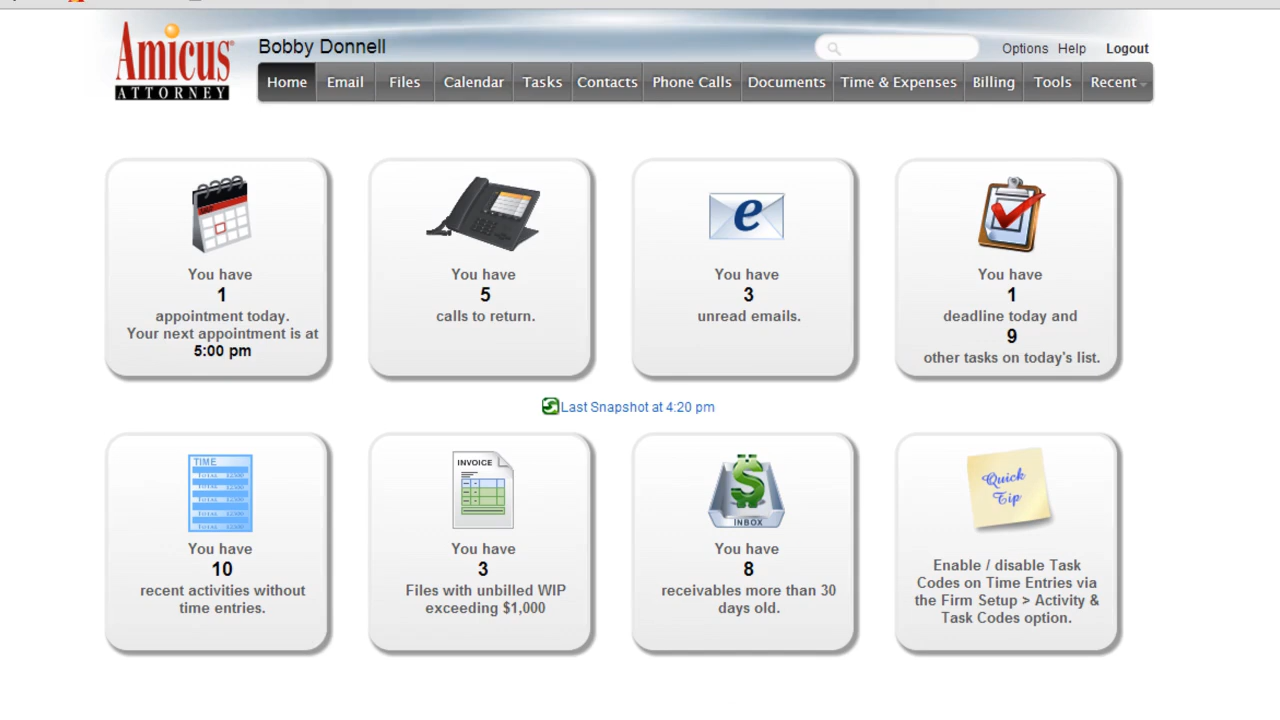 Amicus
ATTORNEY
Bobby Donnell
Options Help Logout
Home Email Files Calendar Tasks Contacts Phone Calls Documents Time & Expenses Billing Tools Recent
You have
1
appointment today.
Your next appointment is at
5:00 pm
You have
5
calls to return.
e
You have
3
unread emails.
You have
1
deadline today and
9
other tasks on today's list.
Last Snapshot at 4:20 pm
TIME
You have
10
recent activities without
time entries.
INVOICE
You have
3
Files with unbilled WIP
exceeding $1,000
$
INBOX
You have
8
receivables more than 30
days old.
Quick
Tip
Enable / disable Task
Codes on Time Entries via
the Firm Setup > Activity &
Task Codes option.